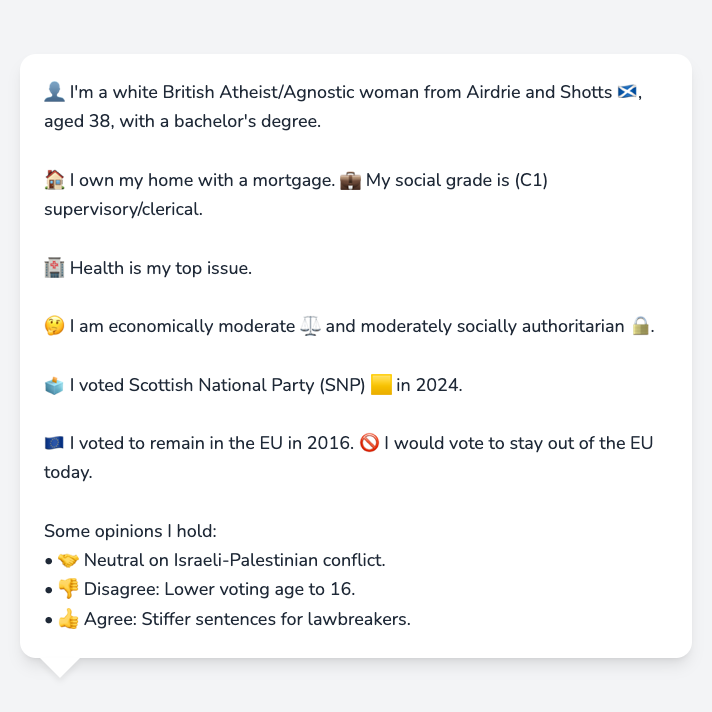 👤 I'm a white British Atheist/Agnostic woman from Airdrie and Shotts 🏴󠁧󠁢󠁳󠁣󠁴󠁿,
aged 38, with a bachelor's degree.
🏠 I own my home with a mortgage. 💼 My social grade is (C1)
supervisory/clerical.
🏥 Health is my top issue.
🤔 I am economically moderate ⚖️ and moderately socially authoritarian 🔒.
🗳️ I voted Scottish National Party (SNP) 🟨 in 2024.
🇪🇺 I voted to remain in the EU in 2016. 🚫 I would vote to stay out of the EU
today.
Some opinions I hold:
• 🤝 Neutral on Israeli-Palestinian conflict.
• 👎 Disagree: Lower voting age to 16.
• 👍 Agree: Stiffer sentences for lawbreakers.